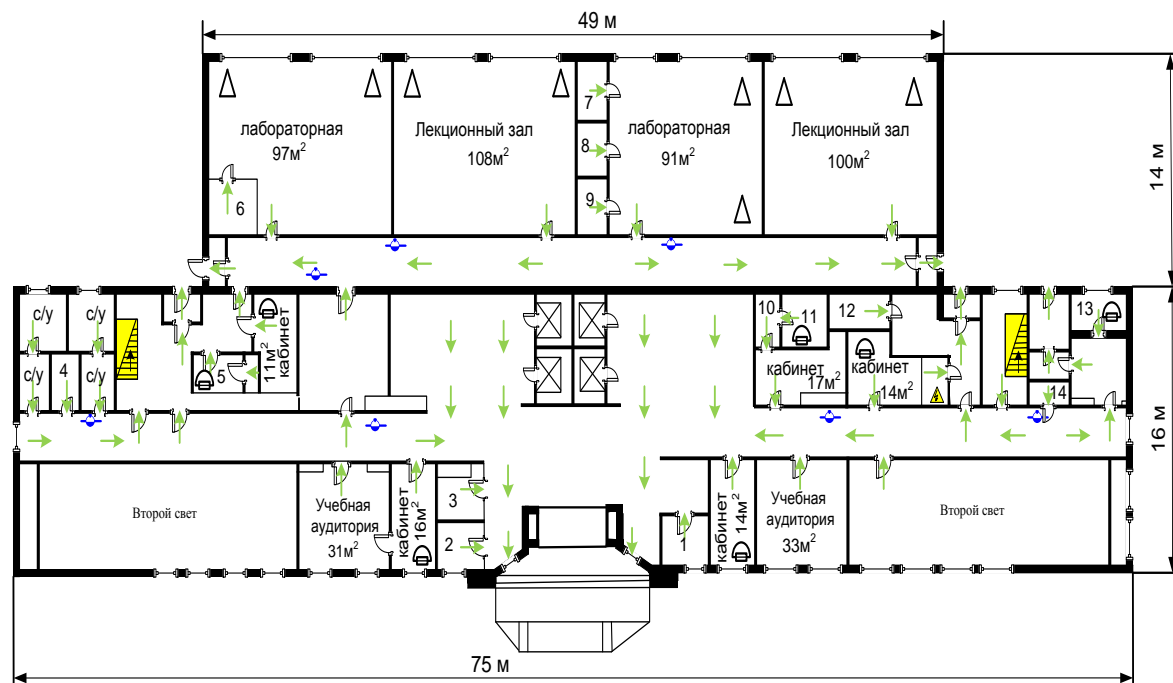 49 м
14 м
лабораторная
97м²
Лекционный зал
108м²
7
8
9
лабораторная
91м²
Лекционный зал
100м²
6
с/у
с/у
с/у
4
с/у
5
11м²
кабинет
10
11
12
13
кабинет
17м²
кабинет
14м²
14
16 м
Второй свет
Учебная
аудитория
31м²
кабинет
16м²
3
2
1
кабинет
14м²
Учебная
аудитория
33м²
Второй свет
75 м